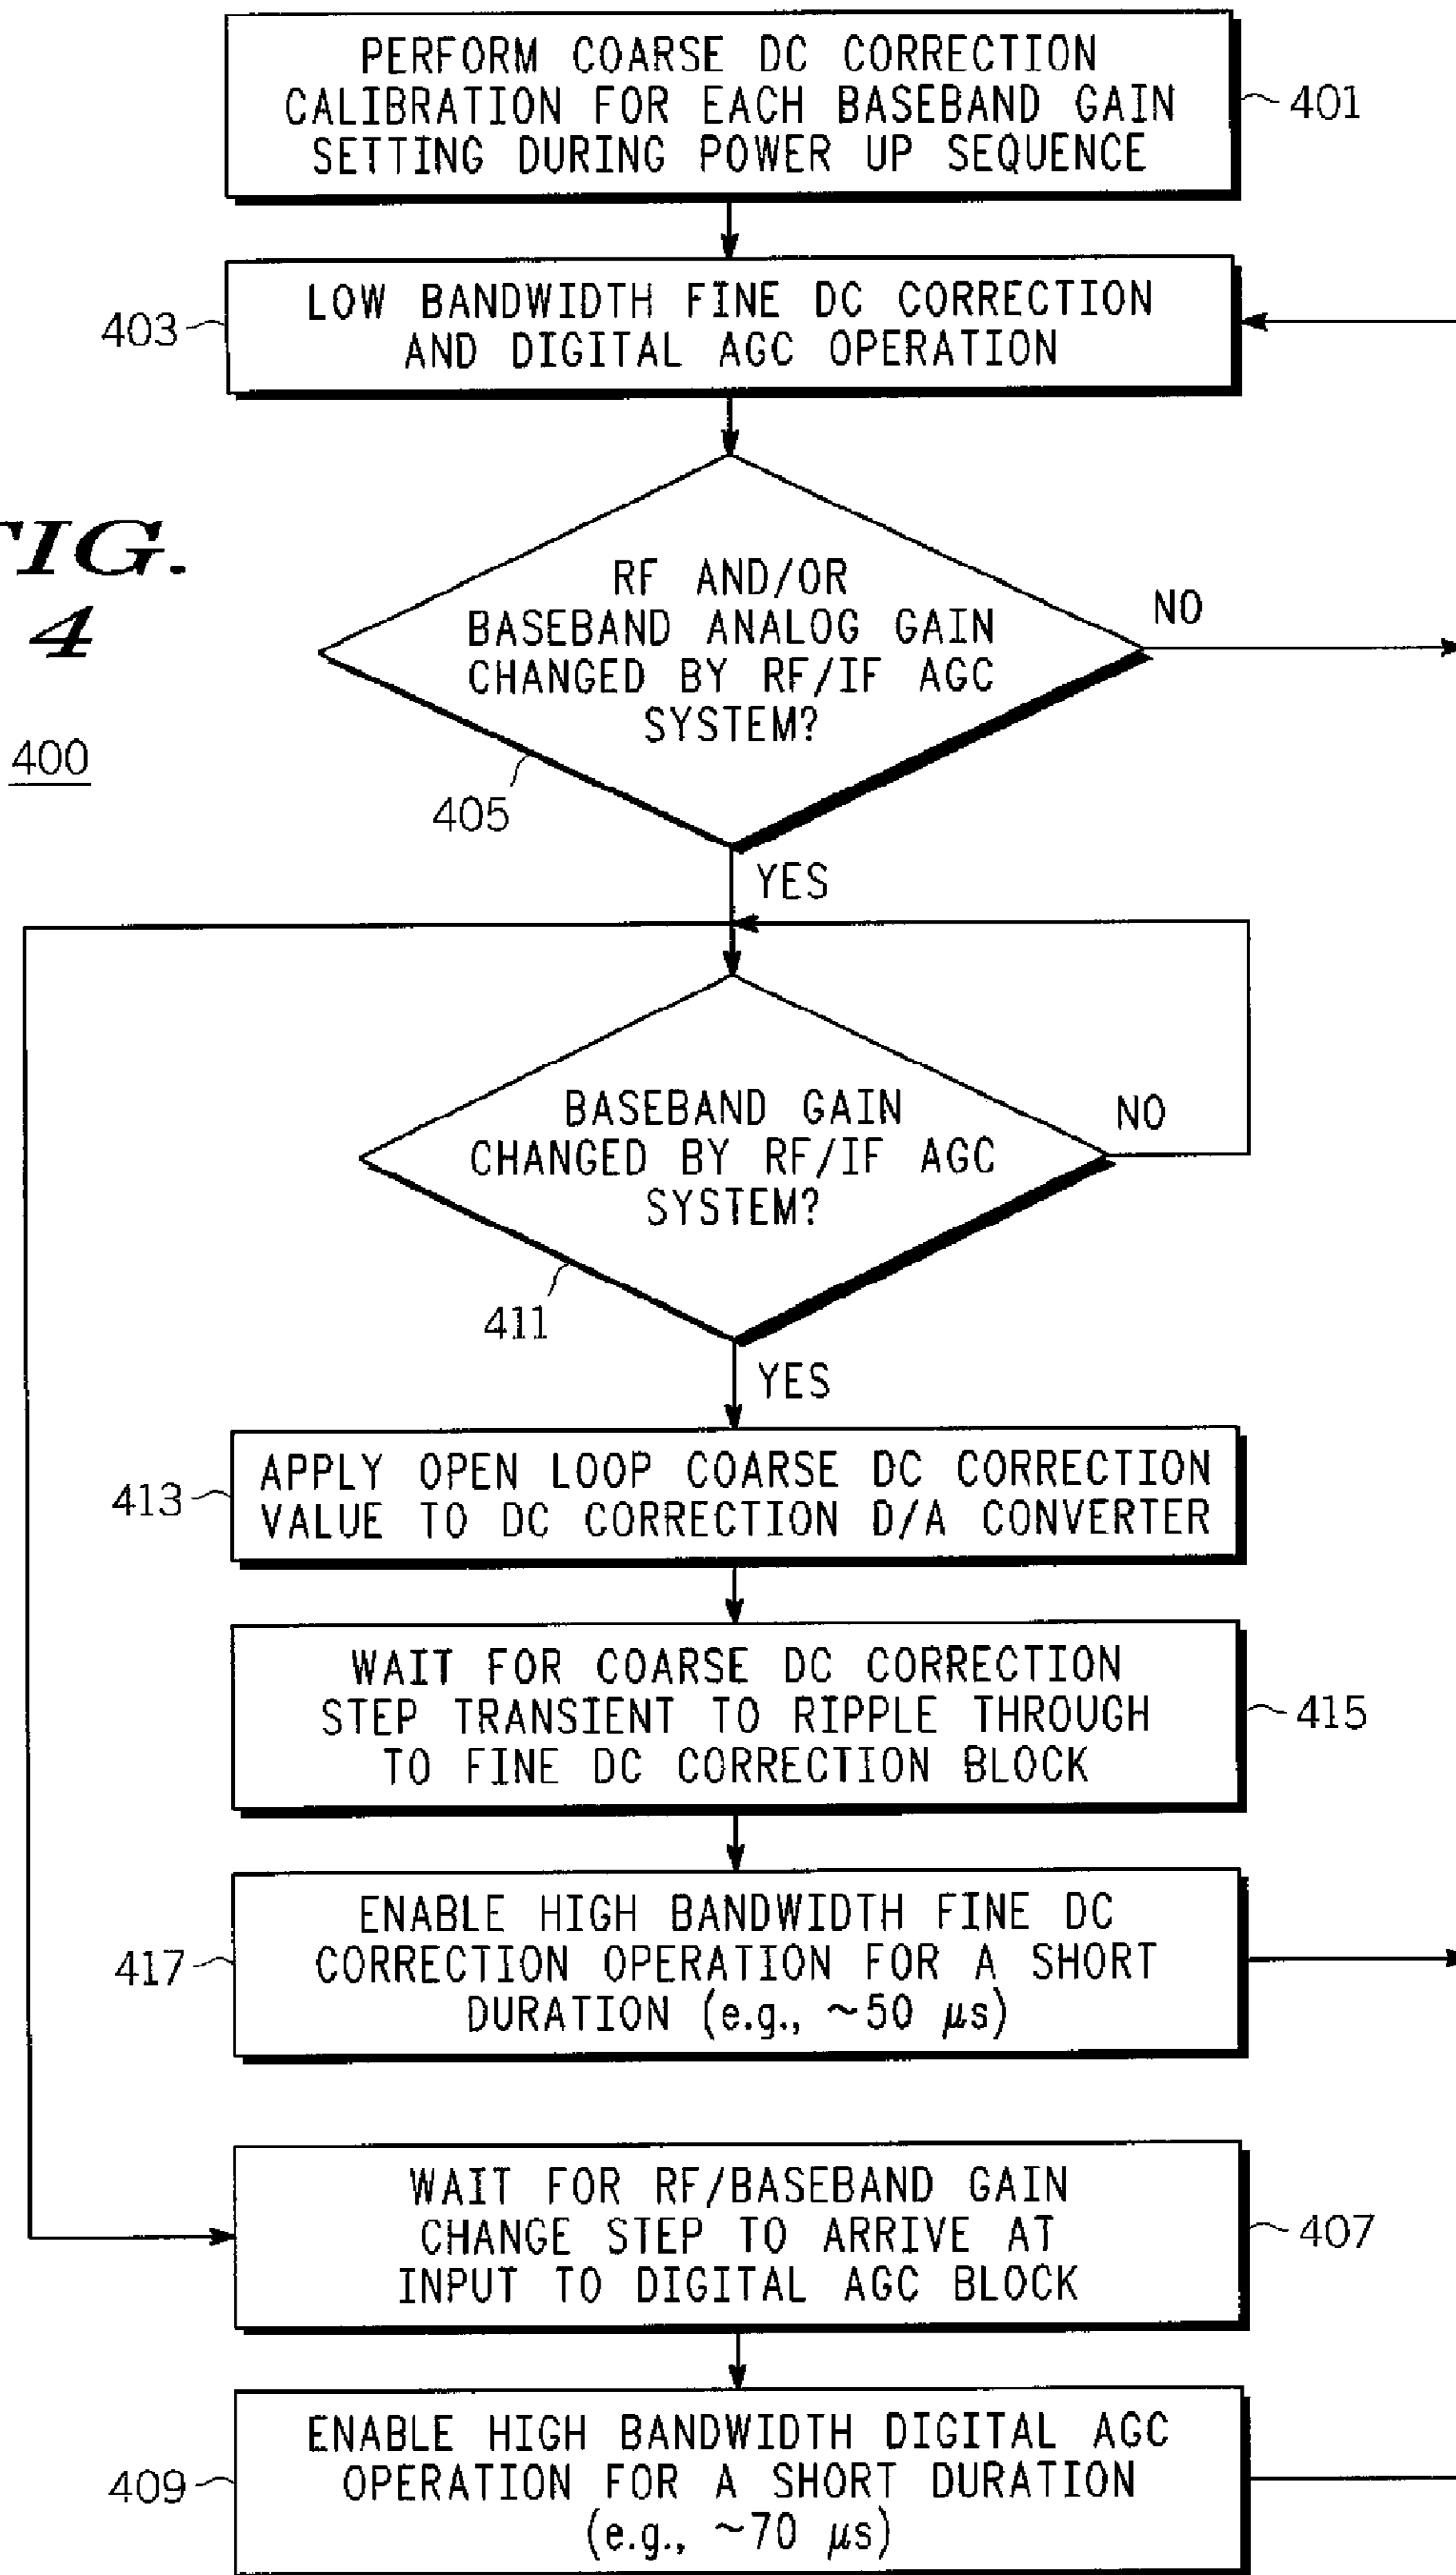 PERFORM COARSE DC CORRECTION
CALIBRATION FOR EACH BASEBAND GAIN
SETTING DURING POWER UP SEQUENCE
401
LOW BANDWIDTH FINE DC CORRECTION
AND DIGITAL AGC OPERATION
403
FIG.
4
400
RF AND/OR
BASEBAND ANALOG GAIN
CHANGED BY RF/IF AGC
SYSTEM?
NO
405
YES
BASEBAND GAIN
CHANGED BY RF/IF AGC
SYSTEM?
NO
411
YES
APPLY OPEN LOOP COARSE DC CORRECTION
VALUE TO DC CORRECTION D/A CONVERTER
413
WAIT FOR COARSE DC CORRECTION
STEP TRANSIENT TO RIPPLE THROUGH
TO FINE DC CORRECTION BLOCK
415
ENABLE HIGH BANDWIDTH FINE DC
CORRECTION OPERATION FOR A SHORT
DURATION (e.g., ~50 μs)
417
WAIT FOR RF/BASEBAND GAIN
CHANGE STEP TO ARRIVE AT
INPUT TO DIGITAL AGC BLOCK
407
ENABLE HIGH BANDWIDTH DIGITAL AGC
OPERATION FOR A SHORT DURATION
(e.g., ~70 μs)
409